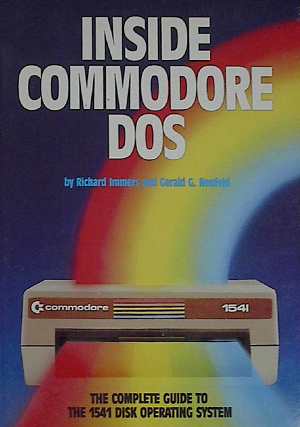 INSIDE
COMMODORE
DOS
by Richard Immers and Gerald G. Neufeld
commodore 1541
THE COMPLETE GUIDE TO
THE 1541 DISK OPERATING SYSTEM